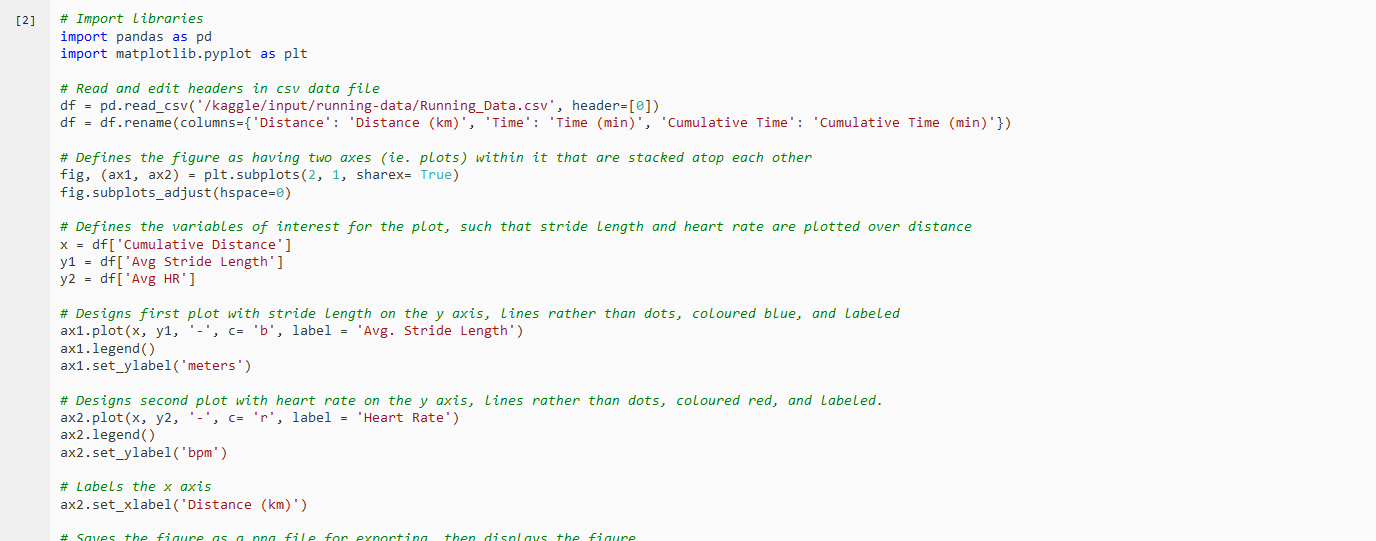 [2]
# Import libraries
import pandas as pd
import matplotlib.pyplot as plt
# Read and edit headers in csv data file
df = pd.read_csv('/kaggle/input/running-data/Running_Data.csv', header=[0])
df = df.rename(columns={'Distance': 'Distance (km)', 'Time': 'Time (min)', 'Cumulative Time': 'Cumulative Time (min)'})
# Defines the figure as having two axes (ie. plots) within it that are stacked atop each other
fig, (ax1, ax2) = plt.subplots(2, 1, sharex= True)
fig.subplots_adjust(hspace=0)
# Defines the variables of interest for the plot, such that stride length and heart rate are plotted over distance
x = df['Cumulative Distance']
y1 = df['Avg Stride Length']
y2 = df['Avg HR']
# Designs first plot with stride length on the y axis, lines rather than dots, coloured blue, and labeled
ax1.plot(x, y1, '-', c= 'b', label = 'Avg. Stride Length')
ax1.legend()
ax1.set_ylabel('meters')
# Designs second plot with heart rate on the y axis, lines rather than dots, coloured red, and labeled.
ax2.plot(x, y2, '-', c= 'r', label = 'Heart Rate')
ax2.legend()
ax2.set_ylabel('bpm')
# Labels the x axis
ax2.set_xlabel('Distance (km)')
# Saves the figure as a png file for exporting, then displays the figure